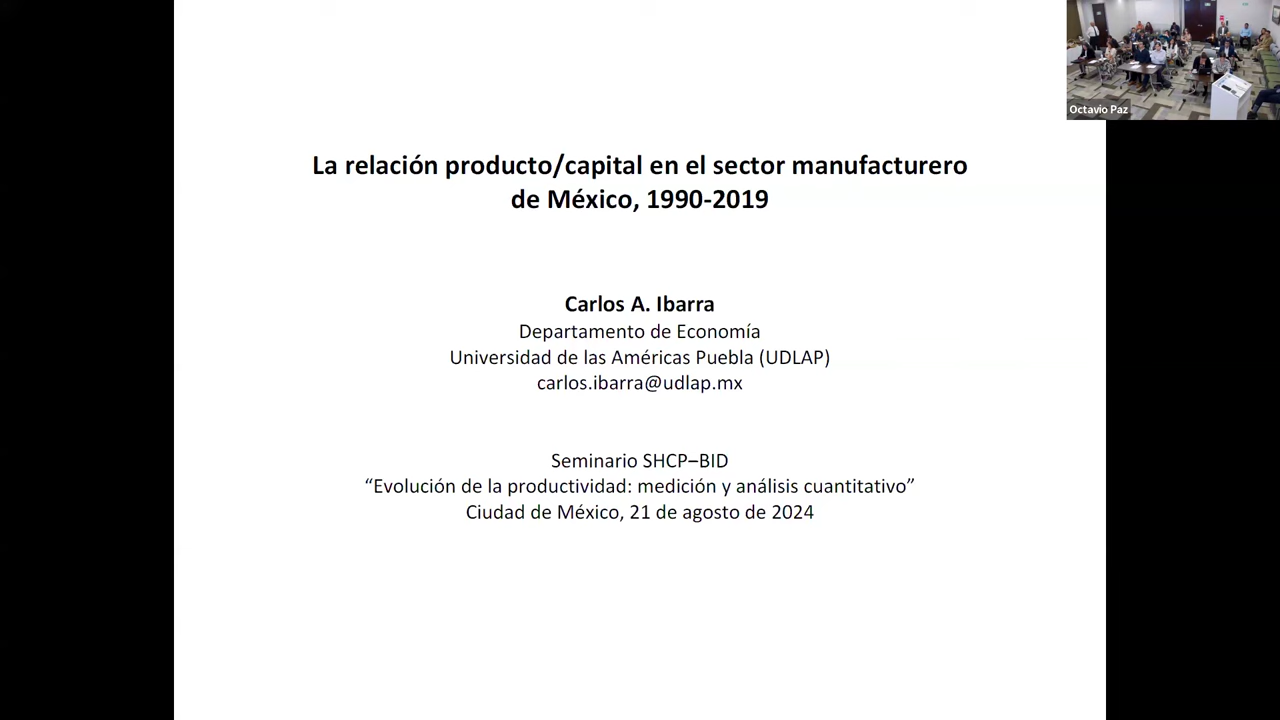 La relación producto/capital en el sector manufacturero
de México, 1990-2019
Carlos A. Ibarra
Departamento de Economía
Universidad de las Américas Puebla (UDLAP)
carlos.ibarra@udlap.mx
Seminario SHCP–BID
“Evolución de la productividad: medición y análisis cuantitativo”
Ciudad de México, 21 de agosto de 2024
Octavio Paz